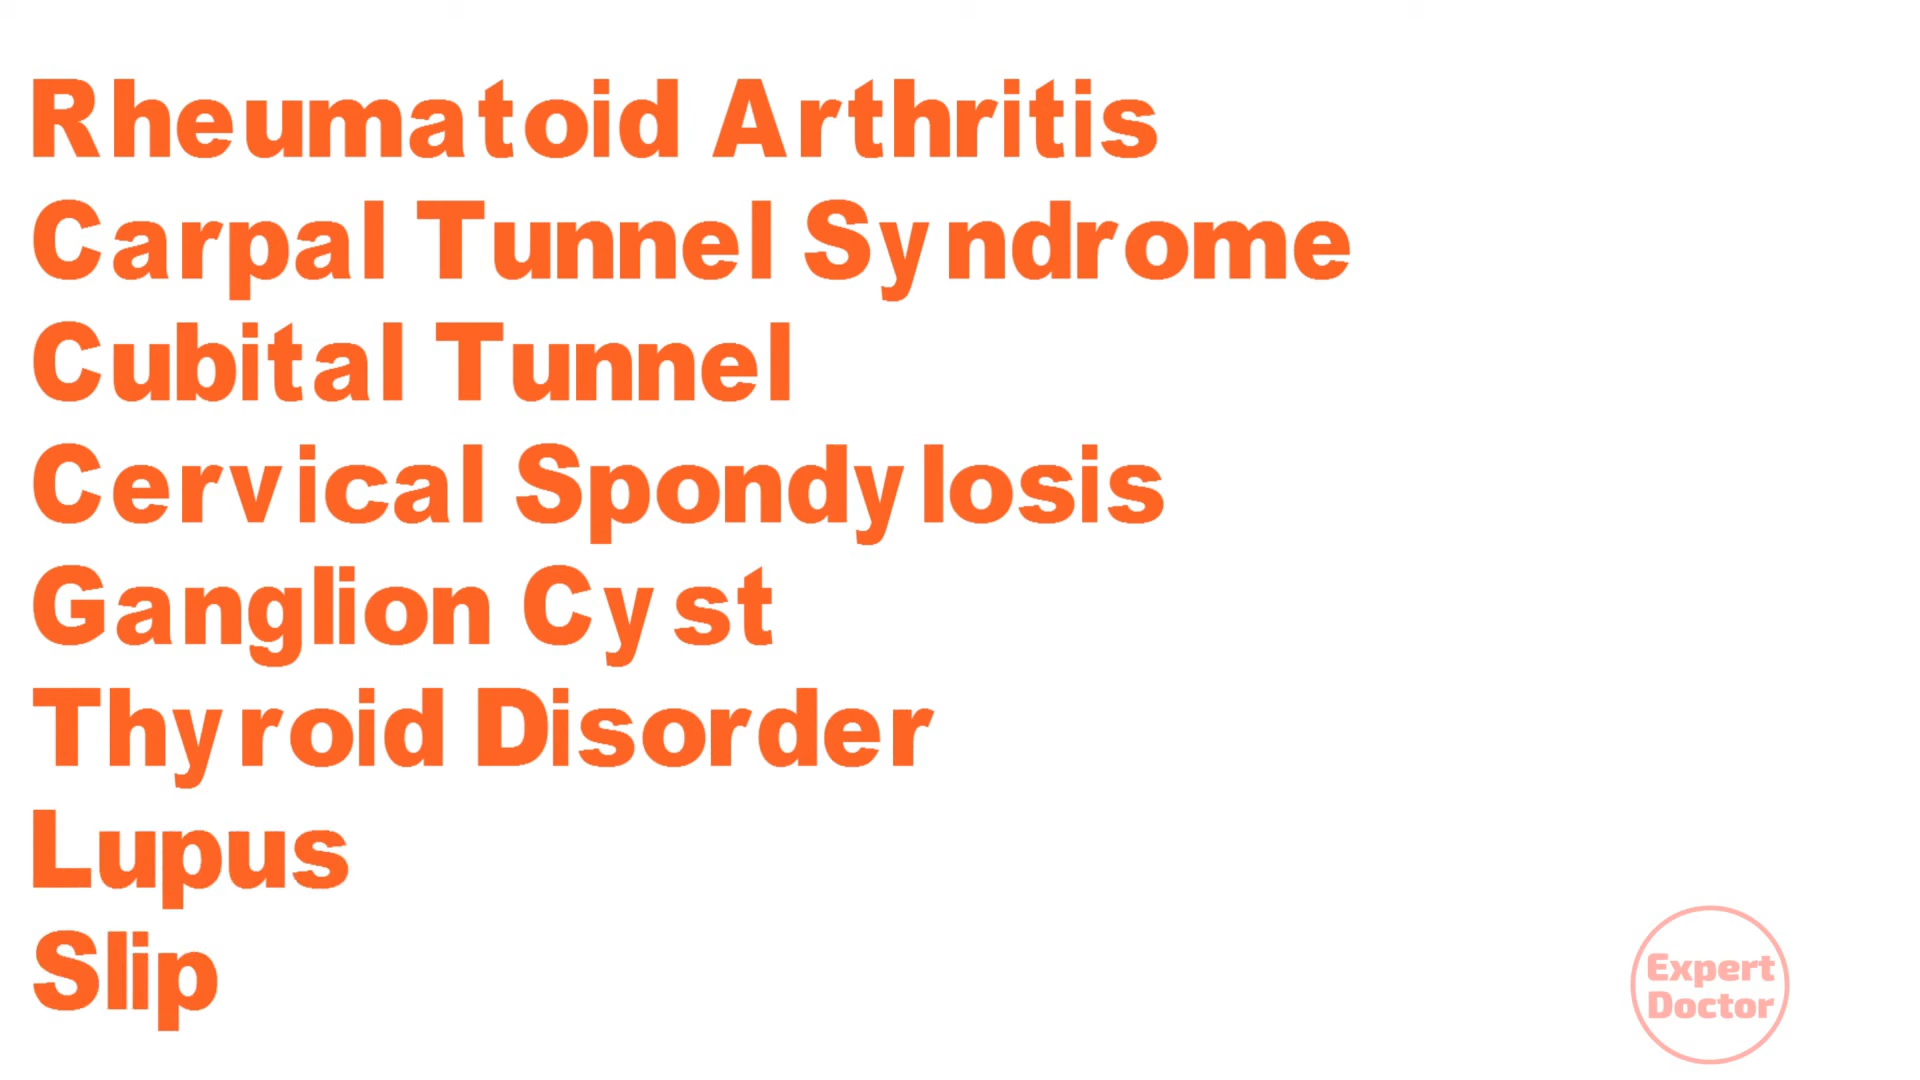 Rheumatoid Arthritis
Carpal Tunnel Syndrome
Cubital Tunnel
Cervical Spondylosis
Ganglion Cyst
Thyroid Disorder
Lupus
Slip
Expert
Doctor